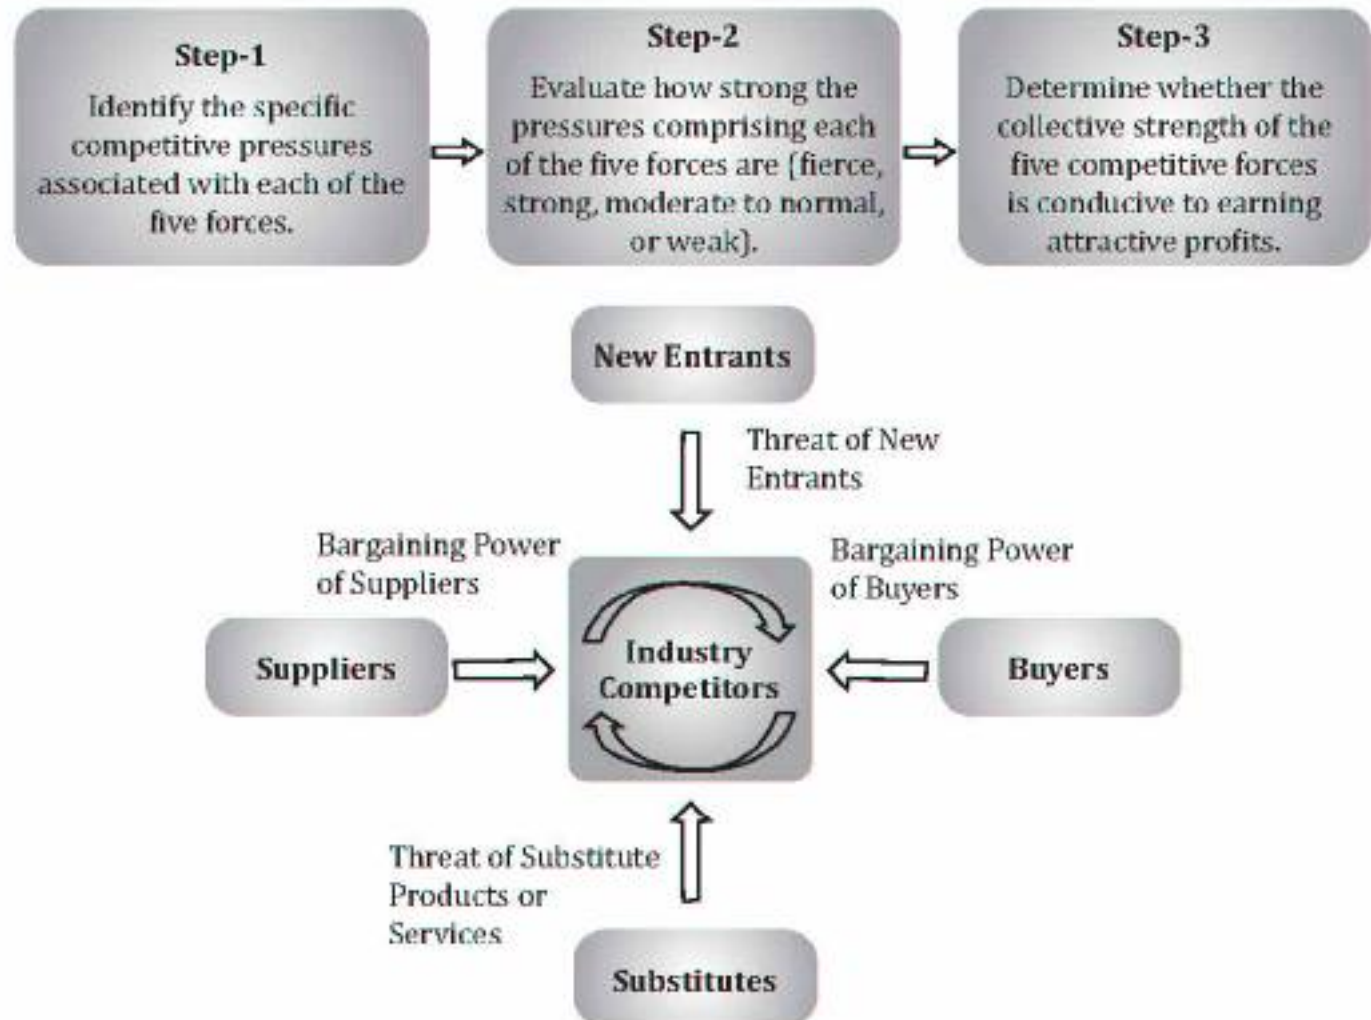 Step-1
Identify the specific
competitive pressures
associated with each of the
five forces.
Step-2
Evaluate how strong the
pressures comprising each
of the five forces are (fierce,
strong, moderate to normal,
or weak).
Step-3
Determine whether the
collective strength of the
five competitive forces
is conducive to earning
attractive profits.
New Entrants
Threat of New
Entrants
Bargaining Power
of Suppliers
Bargaining Power
of Buyers
Suppliers
Industry
Competitors
Buyers
Threat of Substitute
Products or
Services
Substitutes